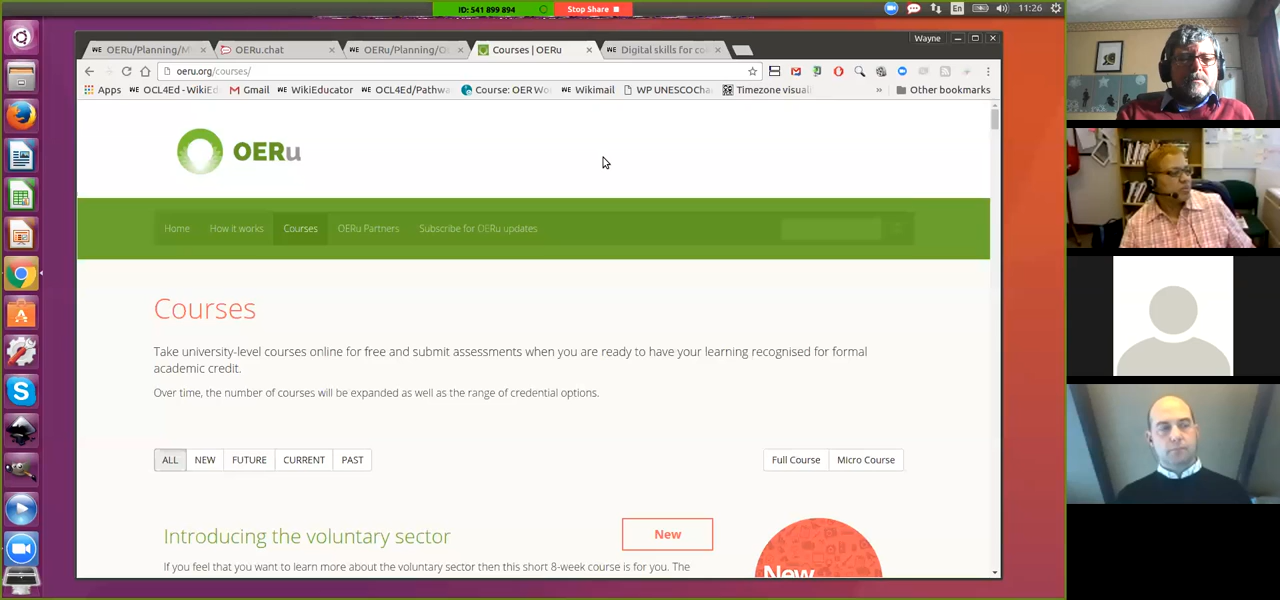 ID: 541 899 894
Stop Share
En
11:26
OERu/Planning/M
OERu.chat
OERu/Planning/O
Courses | OERu
Digital skills for co
Wayne
oeru.org/courses/
Apps
OCL4Ed - WikiEd
Gmail
WikiEducator
OCL4Ed/Pathwa
Course: OER Wo
Wikimail
WP UNESCOCha
Timezone visuali
»
Other bookmarks
OERu
Home
How it works
Courses
OERu Partners
Subscribe for OERu updates
Courses
Take university-level courses online for free and submit assessments when you are ready to have your learning recognised for formal
academic credit.
Over time, the number of courses will be expanded as well as the range of credential options.
ALL
NEW
FUTURE
CURRENT
PAST
Full Course
Micro Course
Introducing the voluntary sector
New
New
If you feel that you want to learn more about the voluntary sector then this short 8-week course is for you. The